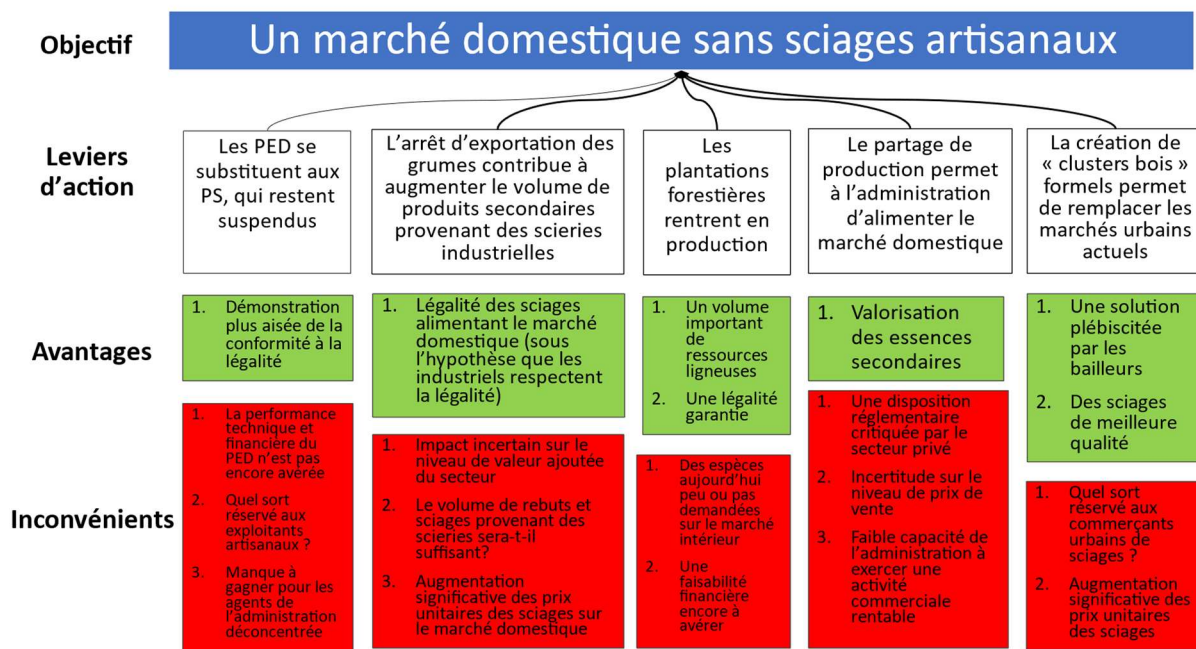 Objectif
Un marché domestique sans sciages artisanaux
Leviers
d'action
Les PED se
substituent aux
PS, qui restent
suspendus
L'arrêt d'exportation des
grumes contribue à
augmenter le volume de
produits secondaires
provenant des scieries
industrielles
Les
plantations
forestières
rentrent en
production
Le partage de
production permet
à l'administration
d'alimenter le
marché domestique
La création de
« clusters bois »
formels permet
de remplacer les
marchés urbains
actuels
Avantages
1. Démonstration
plus aisée de la
conformité à la
légalité
1. Légalité des sciages
alimentant le marché
domestique (sous
l'hypothèse que les
industriels respectent
la légalité)
1. Un volume
important de
ressources
ligneuses
2. Une légalité
garantie
1. Valorisation
des essences
secondaires
1. Une solution
plébiscitée
par les
bailleurs
2. Des sciages
de meilleure
qualité
Inconvénients
1. La performance
technique et
financière du
PED n'est pas
encore avérée
2. Quel sort
réservé aux
exploitants
artisanaux ?
3. Manque à
gagner pour les
agents de
l'administration
déconcentrée
1. Impact incertain sur le
niveau de valeur ajoutée
du secteur
2. Le volume de rebuts et
sciages provenant des
scieries sera-t-il
suffisant?
3. Augmentation
significative des prix
unitaires des sciages sur
le marché domestique
1. Des espèces
aujourd'hui
peu ou pas
demandées
sur le marché
intérieur
2. Une
faisabilité
financière
encore à
avérer
1. Une disposition
réglementaire
critiquée par le
secteur privé
2. Incertitude sur le
niveau de prix de
vente
3. Faible capacité de
l'administration à
exercer une
activité
commerciale
rentable
1. Quel sort
réservé aux
commerçants
urbains de
sciages ?
2. Augmentation
significative des
prix unitaires
des sciages